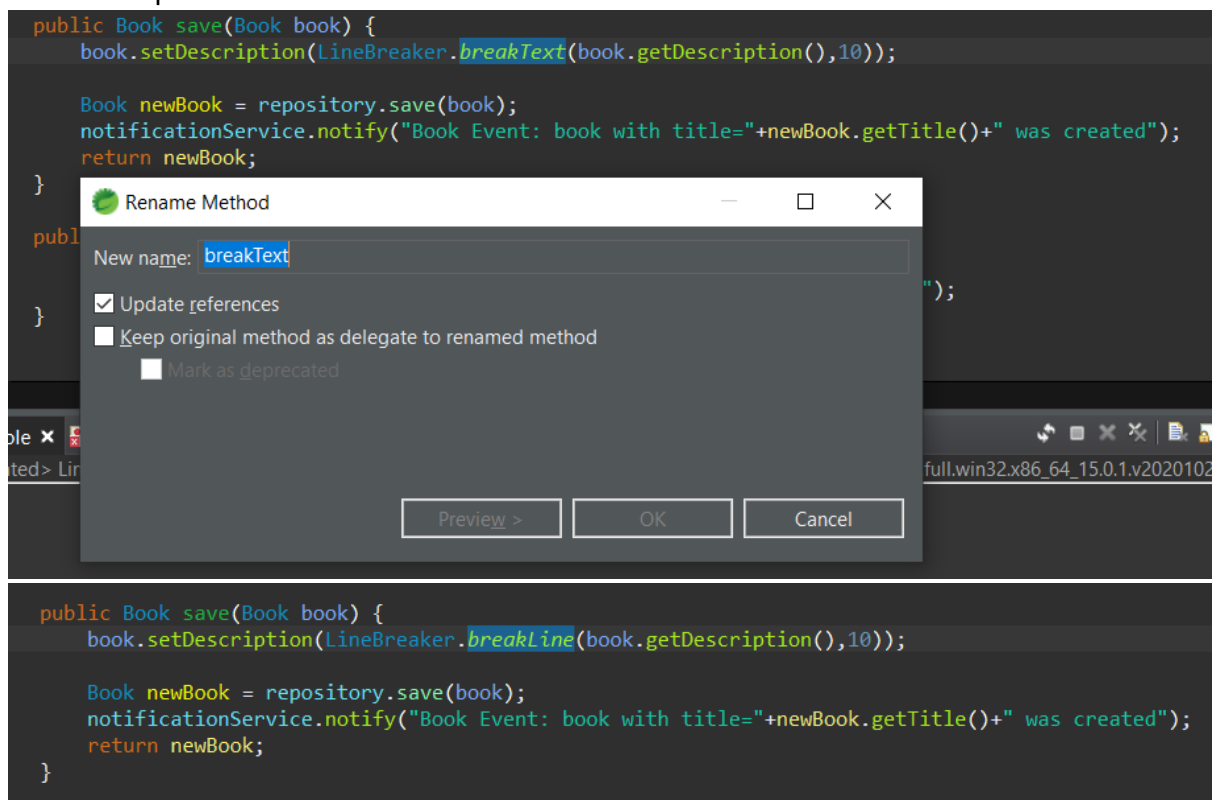 public Book save(Book book) {
book.setDescription(LineBreaker.breakText(book.getDescription(),10));
Book newBook = repository.save(book);
notificationService.notify("Book Event: book with title="+newBook.getTitle()+" was created");
return newBook;
}
Rename Method
publ
New name: breakText
");
Update references
}
Keep original method as delegate to renamed method
Mark as deprecated
ole
ated> Lin
full.win32.x86_64_15.0.1.v2020102
Preview >
OK
Cancel
public Book save(Book book) {
book.setDescription(LineBreaker.breakLine(book.getDescription(),10));
Book newBook = repository.save(book);
notificationService.notify("Book Event: book with title="+newBook.getTitle()+" was created");
return newBook;
}